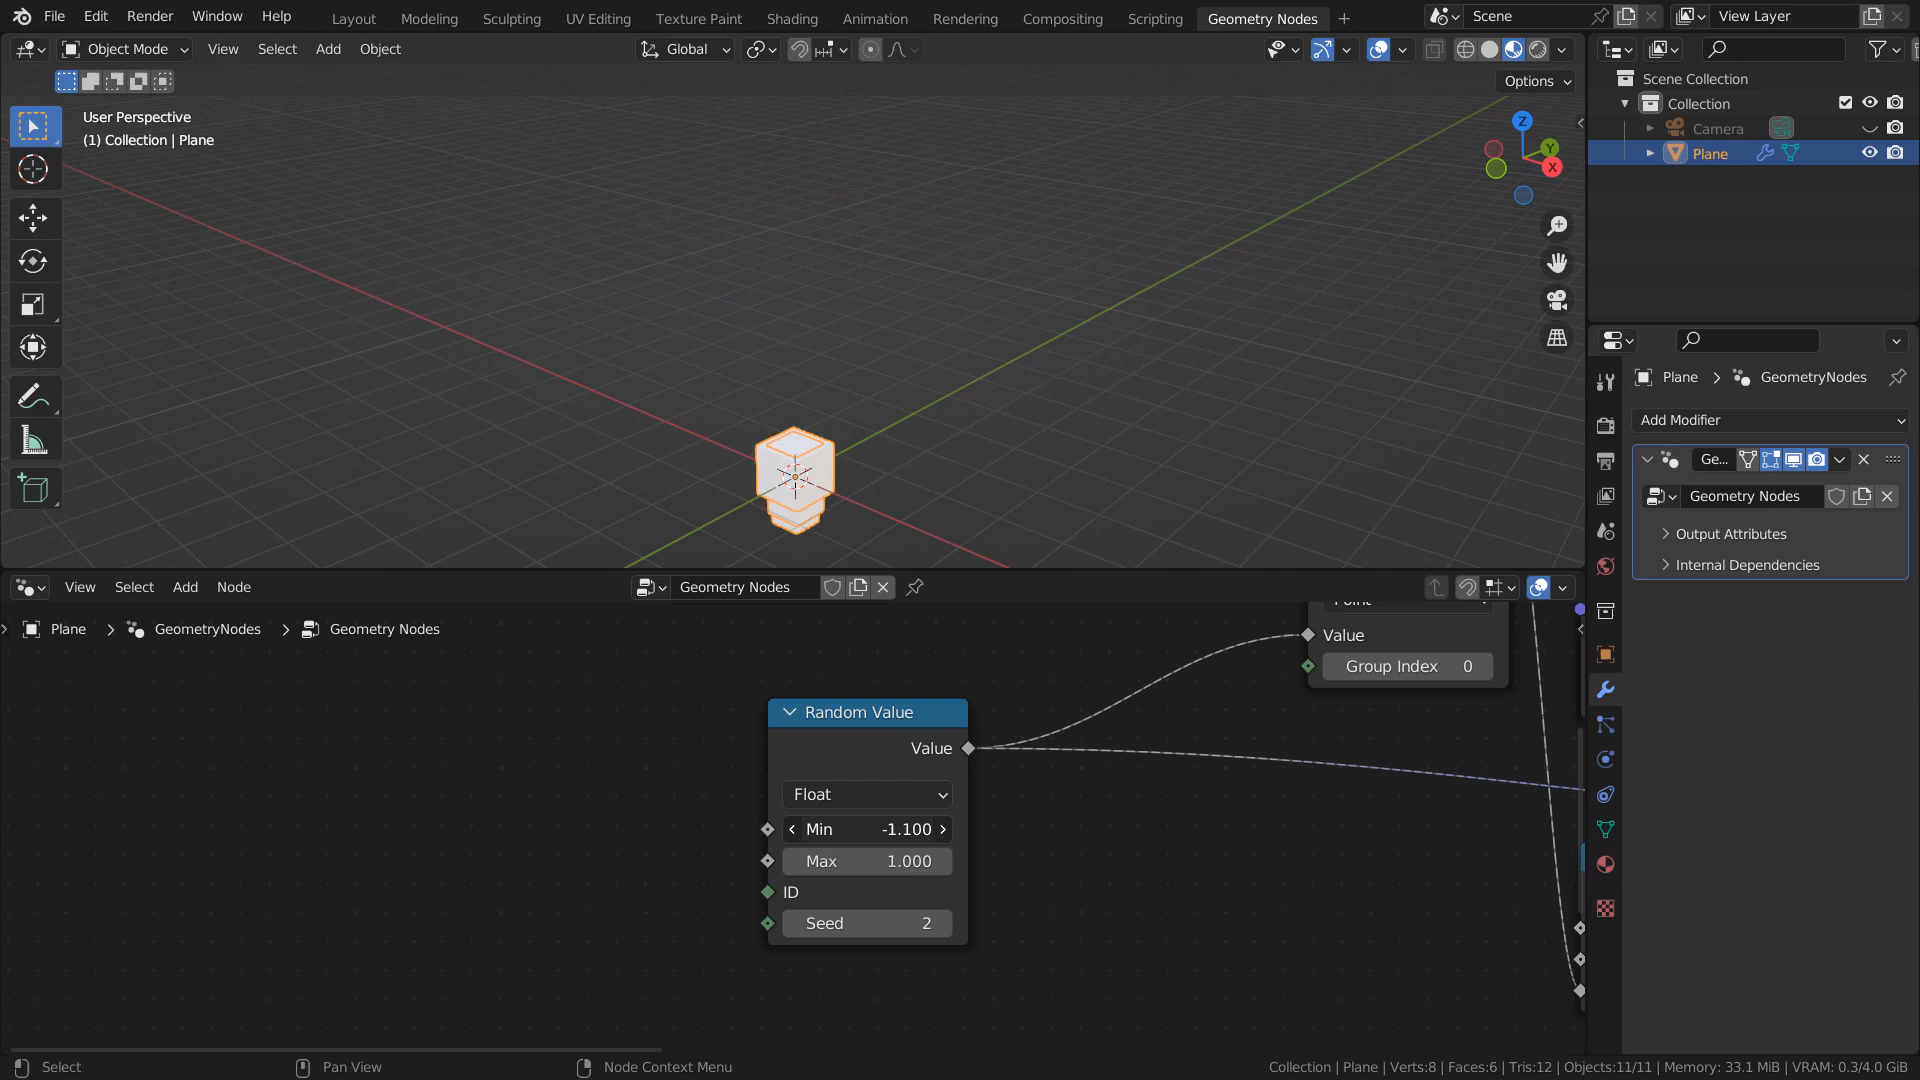 File Edit Render Window Help Layout Modeling Sculpting UV Editing Texture Paint Shading Animation Rendering Compositing Scripting Geometry Nodes Scene View Layer
Object Mode View Select Add Object Global
Options
User Perspective
(1) Collection | Plane
Z
Y
X
Scene Collection
Collection
Camera
Plane
Plane GeometryNodes
Add Modifier
Ge...
Geometry Nodes
Output Attributes
Internal Dependencies
View Select Add Node Geometry Nodes
Plane GeometryNodes Geometry Nodes
Value
Group Index 0
Random Value
Value
Float
Min -1.100
Max 1.000
ID
Seed 2
Select Pan View Node Context Menu Collection | Plane | Verts:8 | Faces:6 | Tris:12 | Objects:11/11 | Memory: 33.1 MiB | VRAM: 0.3/4.0 GiB